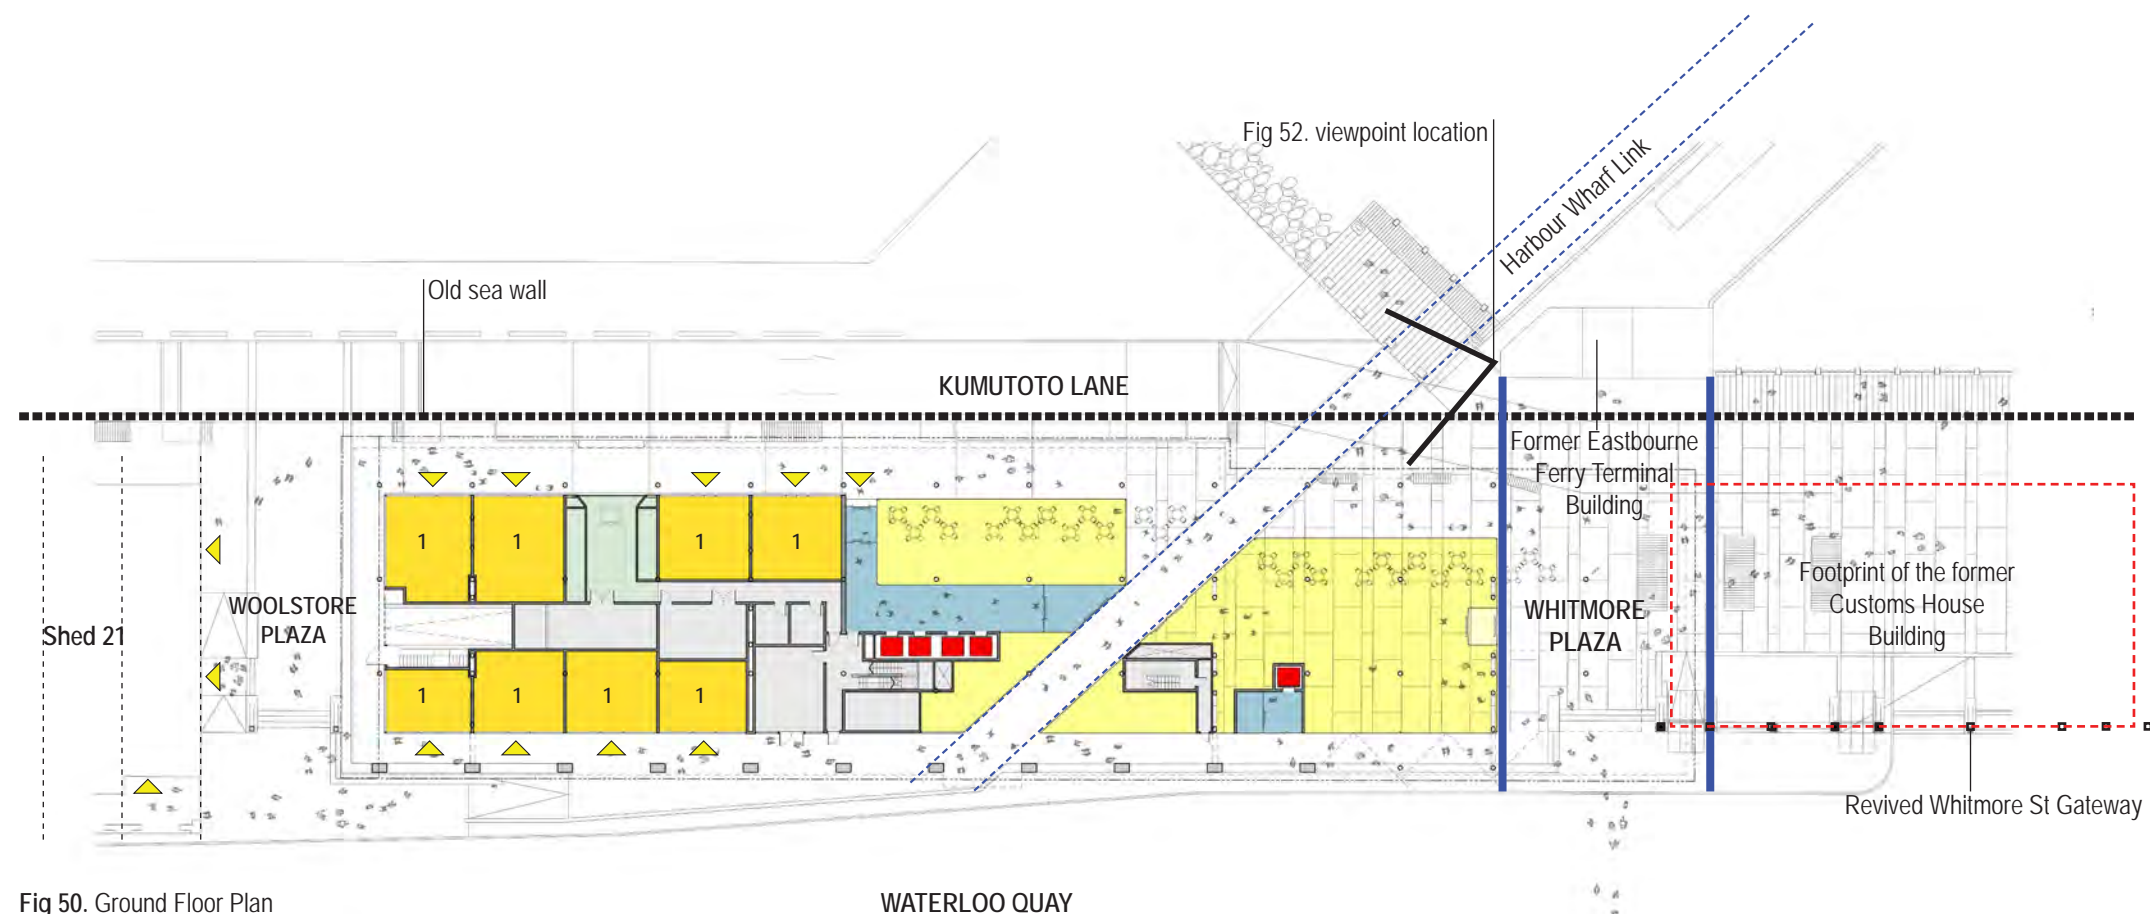 Fig 52. viewpoint location
Harbour Wharf Link
Old sea wall
KUMUTOTO LANE
Former Eastbourne
Ferry Terminal
Building
1
1
1
1
Footprint of the former
Customs House
Building
WOOLSTORE
PLAZA
WHITMORE
PLAZA
Shed 21
1
1
1
1
Revived Whitmore St Gateway
Fig 50. Ground Floor Plan
WATERLOO QUAY